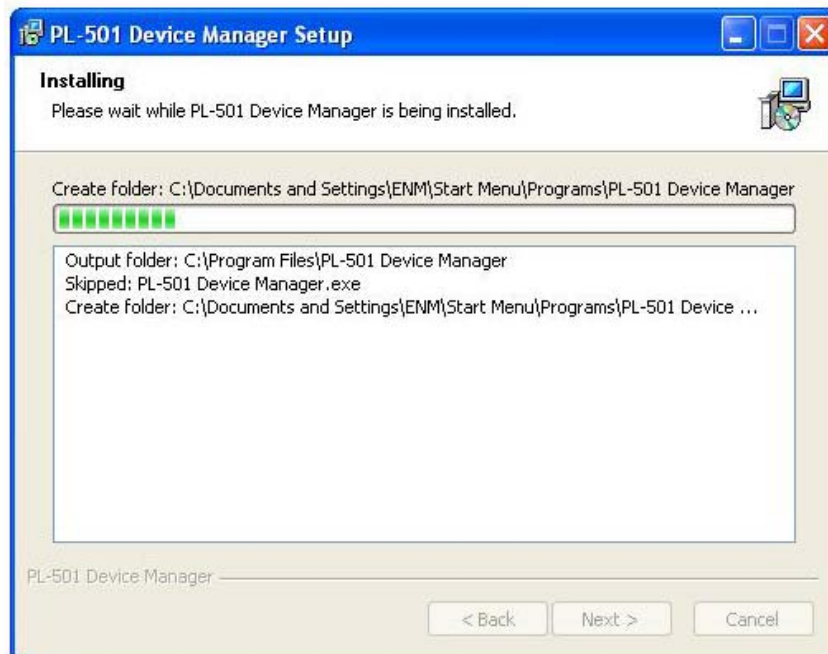 PL-501 Device Manager Setup
Installing
Please wait while PL-501 Device Manager is being installed.
Create folder: C:\Documents and Settings\ENM\Start Menu\Programs\PL-501 Device Manager
Output folder: C:\Program Files\PL-501 Device Manager
Skipped: PL-501 Device Manager.exe
Create folder: C:\Documents and Settings\ENM\Start Menu\Programs\PL-501 Device ...
PL-501 Device Manager
< Back Next > Cancel